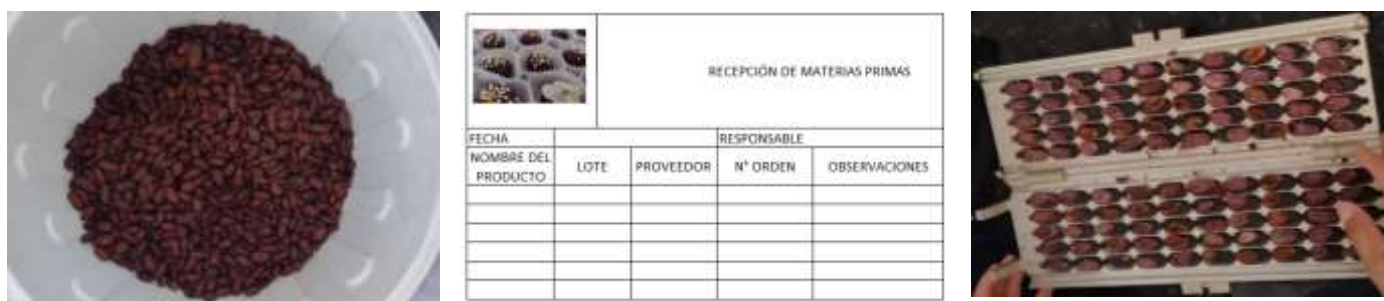 RECEPCIÓN DE MATERIAS PRIMAS
FECHA RESPONSABLE
NOMBRE DEL
PRODUCTO LOTE PROVEEDOR N° ORDEN OBSERVACIONES